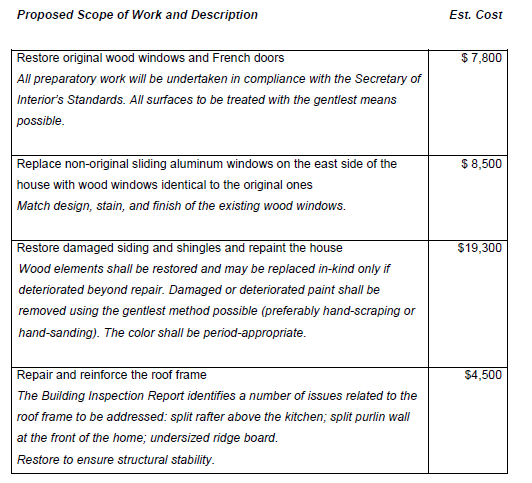 Proposed Scope of Work and Description Est. Cost
Restore original wood windows and French doors $ 7,800
All preparatory work will be undertaken in compliance with the Secretary of
Interior's Standards. All surfaces to be treated with the gentlest means
possible.
Replace non-original sliding aluminum windows on the east side of the $ 8,500
house with wood windows identical to the original ones
Match design, stain, and finish of the existing wood windows.
Restore damaged siding and shingles and repaint the house $19,300
Wood elements shall be restored and may be replaced in-kind only if
deteriorated beyond repair. Damaged or deteriorated paint shall be
removed using the gentlest method possible (preferably hand-scraping or
hand-sanding). The color shall be period-appropriate.
Repair and reinforce the roof frame $4,500
The Building Inspection Report identifies a number of issues related to the
roof frame to be addressed: split rafter above the kitchen; split purlin wall
at the front of the home; undersized ridge board.
Restore to ensure structural stability.